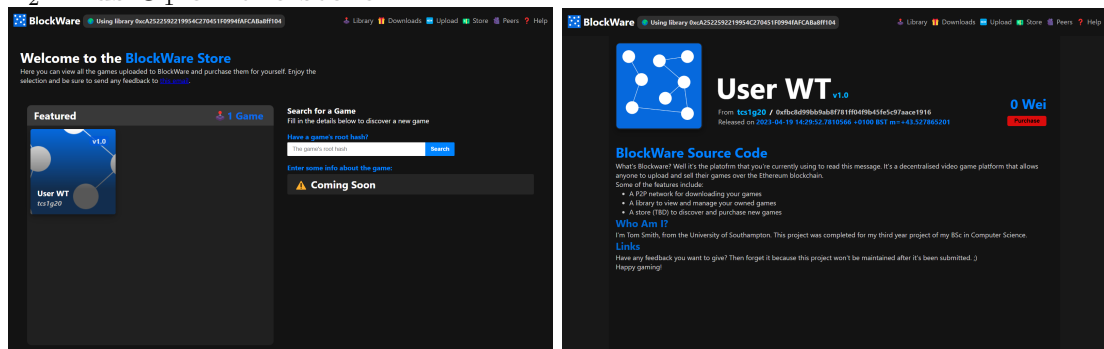 BlockWare Using library 0xcA2522592219954C270451F0994fAFCABa8ff104 Library Downloads Upload Store Peers Help
Welcome to the BlockWare Store
Here you can view all the games uploaded to BlockWare and purchase them for yourself. Enjoy the
selection and be sure to send any feedback to
Featured 1 Game
v1.0
User WT
tcs1g20
Search for a Game
Fill in the details below to discover a new game
Have a game's root hash?
The game's root hash Search
Enter some info about the game:
Coming Soon
BlockWare Using library 0xcA2522592219954C270451F0994fAFCABa8ff104 Library Downloads Upload Store Peers Help
User WT v1.0
From tcs1g20 / 0xfbc8d99bb9ab8f781ff04f9b45fe5c97aace1916
Released on 2023-04-19 14:29:52.7810566 +0100 BST m=+43.527865201
0 Wei
Purchase
BlockWare Source Code
What's Blockware? Well it's the platofrm that you're currently using to read this message. It's a decentralised video game platform that allows
anyone to upload and sell their games over the Ethereum blockchain.
Some of the features include:
• A P2P network for downloading your games
• A library to view and manage your owned games
• A store (TBD) to discover and purchase new games
Who Am I?
I'm Tom Smith, from the University of Southampton. This project was completed for my third year project of my BSc in Computer Science.
Links
Have any feedback you want to give? Then forget it because this project won't be maintained after it's been submitted. ;)
Happy gaming!